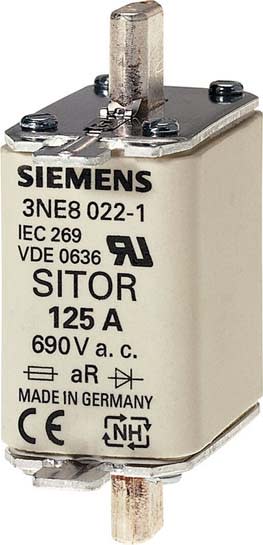 SIEMENS
3NE8 022-1
IEC 269
VDE 0636
SITOR
125 A
690 V a. c.
aR
MADE IN GERMANY
CE NH